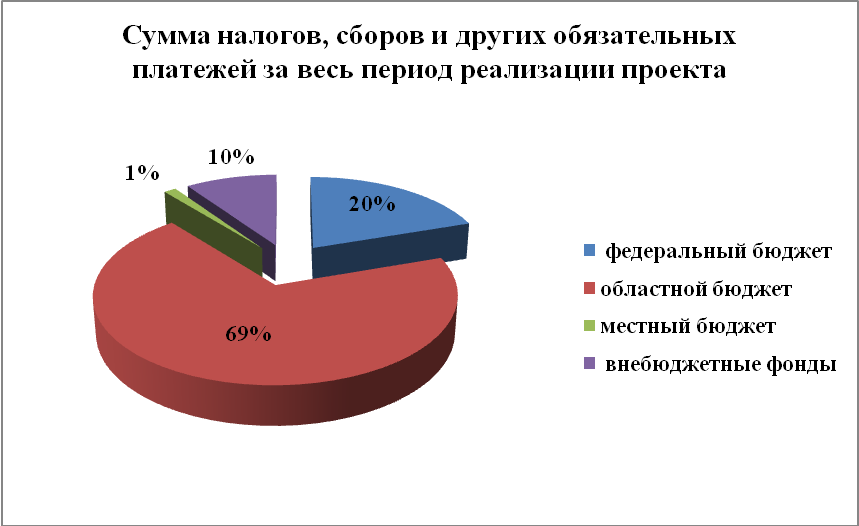 Сумма налогов, сборов и других обязательных
платежей за весь период реализации проекта
1%
10%
20%
69%
федеральный бюджет
областной бюджет
местный бюджет
внебюджетные фонды